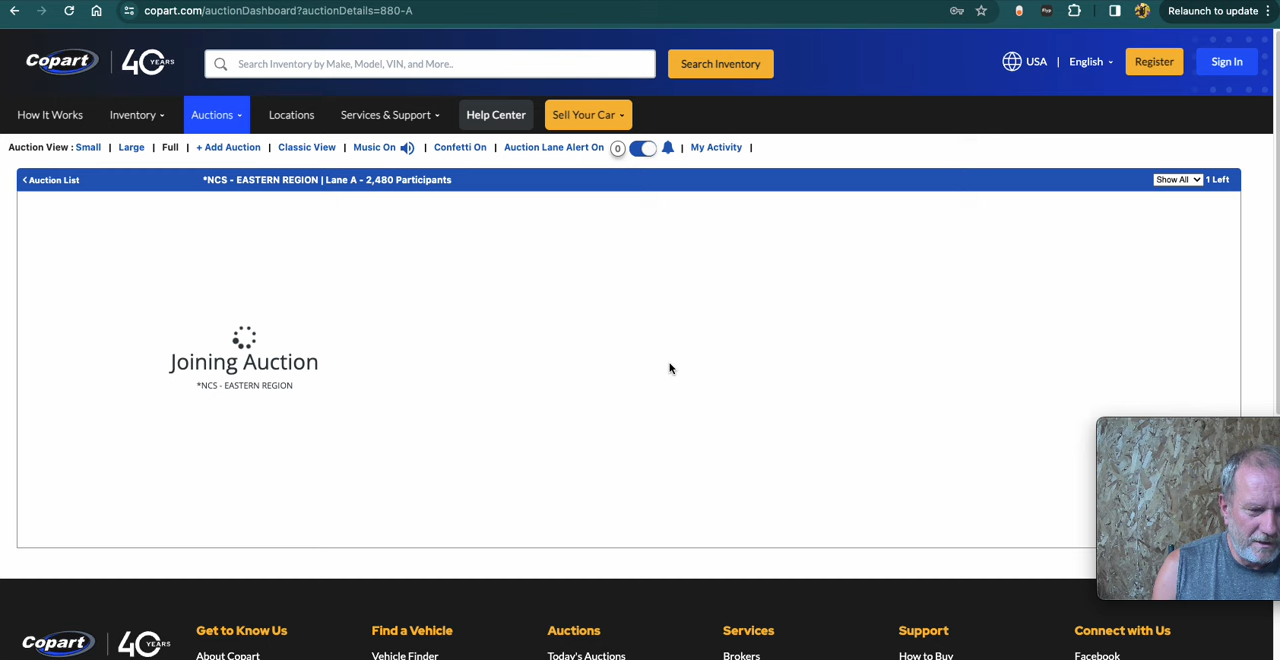 copart.com/auctionDashboard?auctionDetails=880-A
Relaunch to update
Copart 40 YEARS
Search Inventory by Make, Model, VIN, and More..
Search Inventory
USA | English
Register
Sign In
How It Works Inventory Auctions Locations Services & Support Help Center Sell Your Car
Auction View : Small | Large | Full | + Add Auction | Classic View | Music On | Confetti On | Auction Lane Alert On 0 | My Activity |
< Auction List *NCS - EASTERN REGION | Lane A - 2,480 Participants Show All 1 Left
Joining Auction
*NCS - EASTERN REGION
Copart 40 YEARS
Get to Know Us Find a Vehicle Auctions Services Support Connect with Us
About Copart Vehicle Finder Today's Auctions Brokers How to Buy Facebook